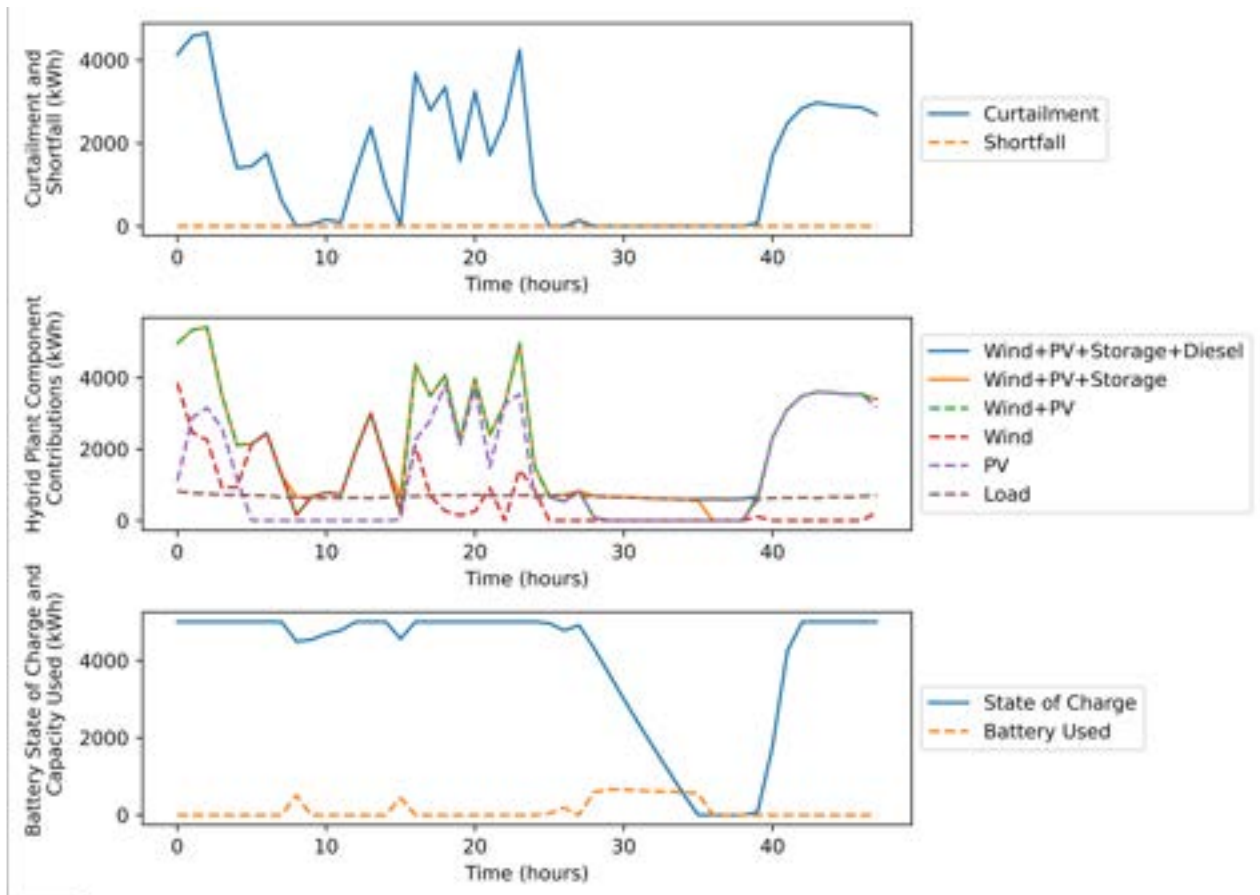 Curtailment and
Shortfall (kWh)
4000
2000
0
0
10
20
30
40
Time (hours)
Curtailment
Shortfall
Hybrid Plant Component
Contributions (kWh)
4000
2000
0
0
10
20
30
40
Time (hours)
Wind+PV+Storage+Diesel
Wind+PV+Storage
Wind+PV
Wind
PV
Load
Battery State of Charge and
Capacity Used (kWh)
4000
2000
0
0
10
20
30
40
Time (hours)
State of Charge
Battery Used